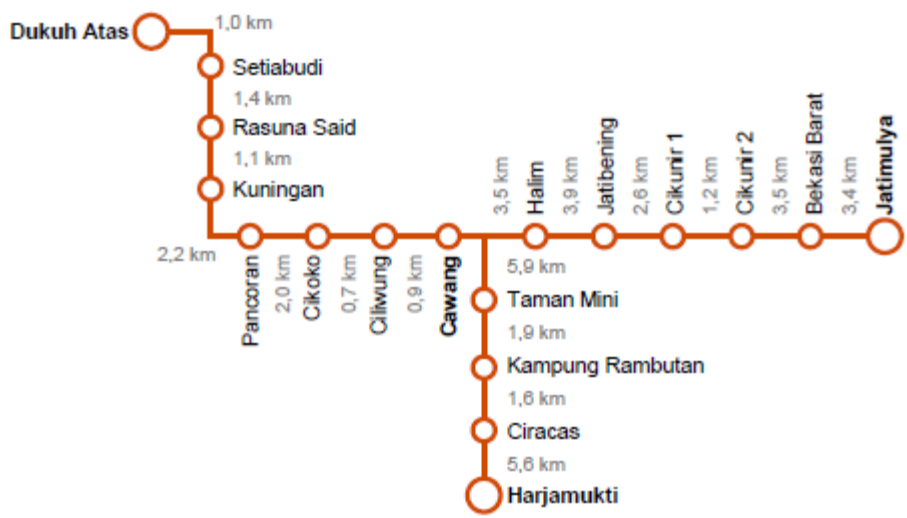 Dukuh Atas
1,0 km
Setiabudi
1,4 km
Rasuna Said
1,1 km
Kuningan
2,2 km
Pancoran
2,0 km
Cikoko
0,7 km
Ciliwung
0,9 km
Cawang
3,5 km
Halim
3,9 km
Jatibening
2,6 km
Cikunir 1
1,2 km
Cikunir 2
3,5 km
Bekasi Barat
3,4 km
Jatimulya
5,9 km
Taman Mini
1,9 km
Kampung Rambutan
1,6 km
Ciracas
5,6 km
Harjamukti